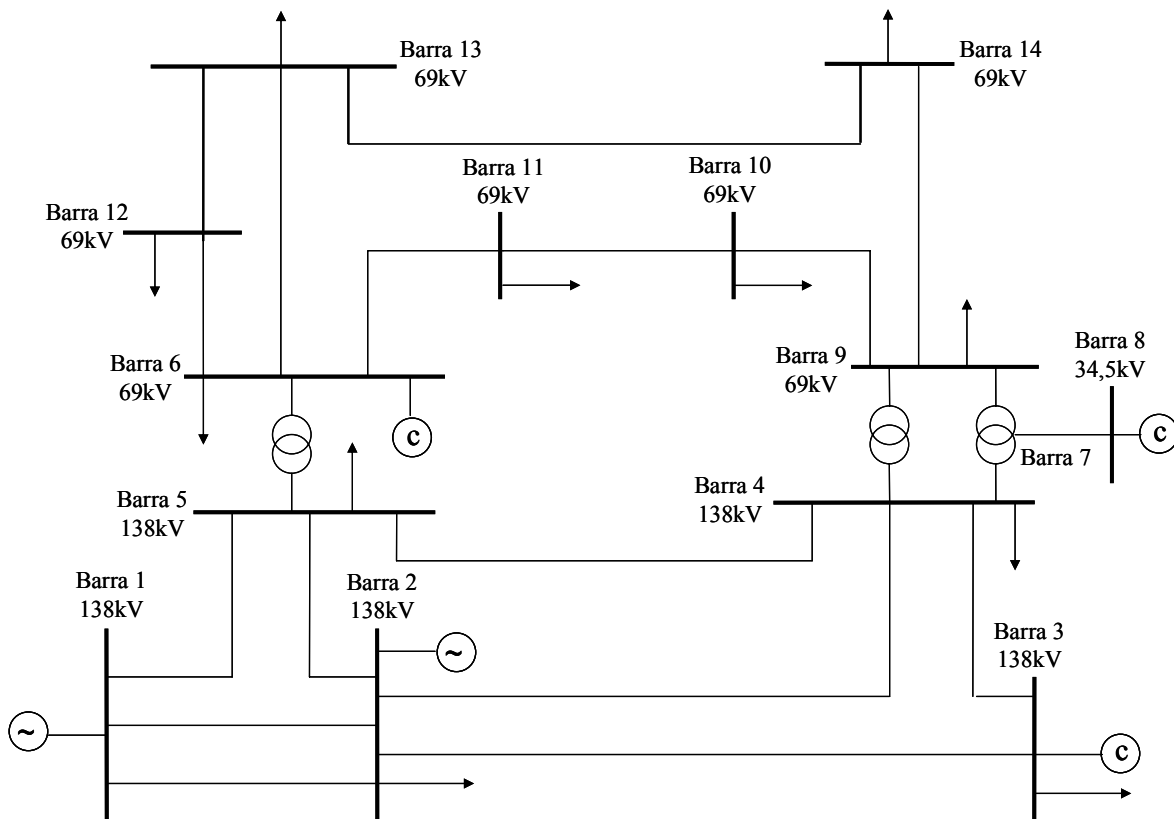 Barra 13
69kV
Barra 14
69kV
Barra 11
69kV
Barra 10
69kV
Barra 12
69kV
Barra 6
69kV
c
Barra 9
69kV
Barra 8
34,5kV
c
Barra 7
Barra 5
138kV
Barra 4
138kV
Barra 1
138kV
Barra 2
138kV
~
Barra 3
138kV
~
c